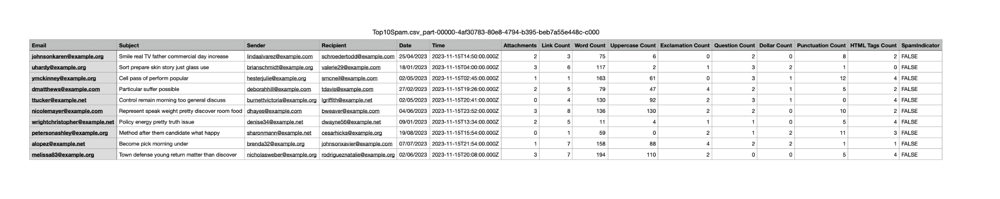 Top10Spam.csv_part-00000-4af30783-80e8-4794-b395-beb7a55e448c-c000
Email Subject Sender Recipient Date Time Attachments Link Count Word Count Uppercase Count Exclamation Count Question Count Dollar Count Punctuation Count HTML Tags Count SpamIndicator
johnsonkaren@example.org Smile real TV father commercial day increase lindaalvarez@example.com schroedertodd@example.com 25/04/2023 2023-11-15T14:50:00.000Z 2 3 75 6 0 2 0 8 2 FALSE
uhardy@example.org Sort prepare skin story just glass use brianschmidt@example.org valerie29@example.com 18/01/2023 2023-11-15T04:00:00.000Z 3 6 117 2 1 3 2 1 0 FALSE
ymckinney@example.org Cell pass of perform popular hesterjulie@example.org smcneil@example.com 02/05/2023 2023-11-15T02:45:00.000Z 1 1 163 61 0 3 1 12 4 FALSE
dmatthews@example.com Particular suffer possible deborahhill@example.com tdavis@example.com 27/02/2023 2023-11-15T19:26:00.000Z 2 5 79 47 4 2 1 5 2 FALSE
ttucker@example.net Control remain morning too general discuss burnettvictoria@example.org lgriffith@example.net 02/05/2023 2023-11-15T20:41:00.000Z 0 4 130 92 2 3 1 0 4 FALSE
nicolemayer@example.com Represent speak weight pretty discover room food dhayes@example.com bweaver@example.com 04/06/2023 2023-11-15T23:52:00.000Z 3 8 136 130 2 2 0 10 2 FALSE
wrightchristopher@example.net Policy energy pretty truth issue denise34@example.net dwayne56@example.net 09/01/2023 2023-11-15T13:34:00.000Z 2 5 11 4 1 1 0 5 4 FALSE
petersonashley@example.org Method after them candidate what happy sharonmann@example.net cesarhicks@example.org 19/08/2023 2023-11-15T15:54:00.000Z 0 1 59 0 2 1 2 11 3 FALSE
alopez@example.net Become pick morning under brenda32@example.org johnsonxavier@example.com 07/07/2023 2023-11-15T21:54:00.000Z 1 7 158 88 4 2 2 1 1 FALSE
melissa83@example.org Town defense young return matter than discover nicholasweber@example.org rodrigueznatalie@example.org 02/06/2023 2023-11-15T20:08:00.000Z 3 7 194 110 2 0 0 5 4 FALSE